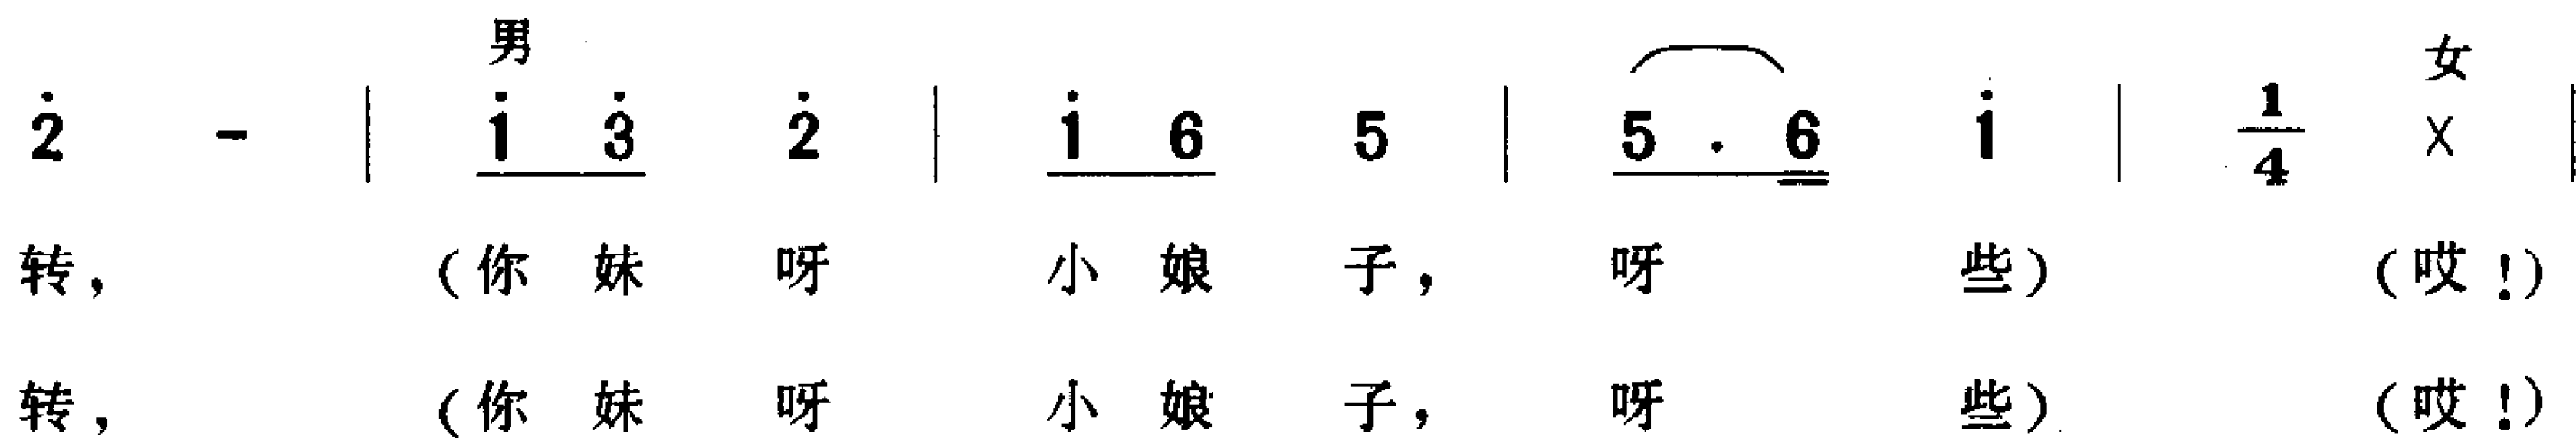 男 女
2̇ - | 1̇ 3̇ 2̇ | 1̇ 6 5 | 5 . 6 1̇ | 1/4 X |
转， （你 妹 呀 小 娘 子， 呀 些） （哎！）
转， （你 妹 呀 小 娘 子， 呀 些） （哎！）